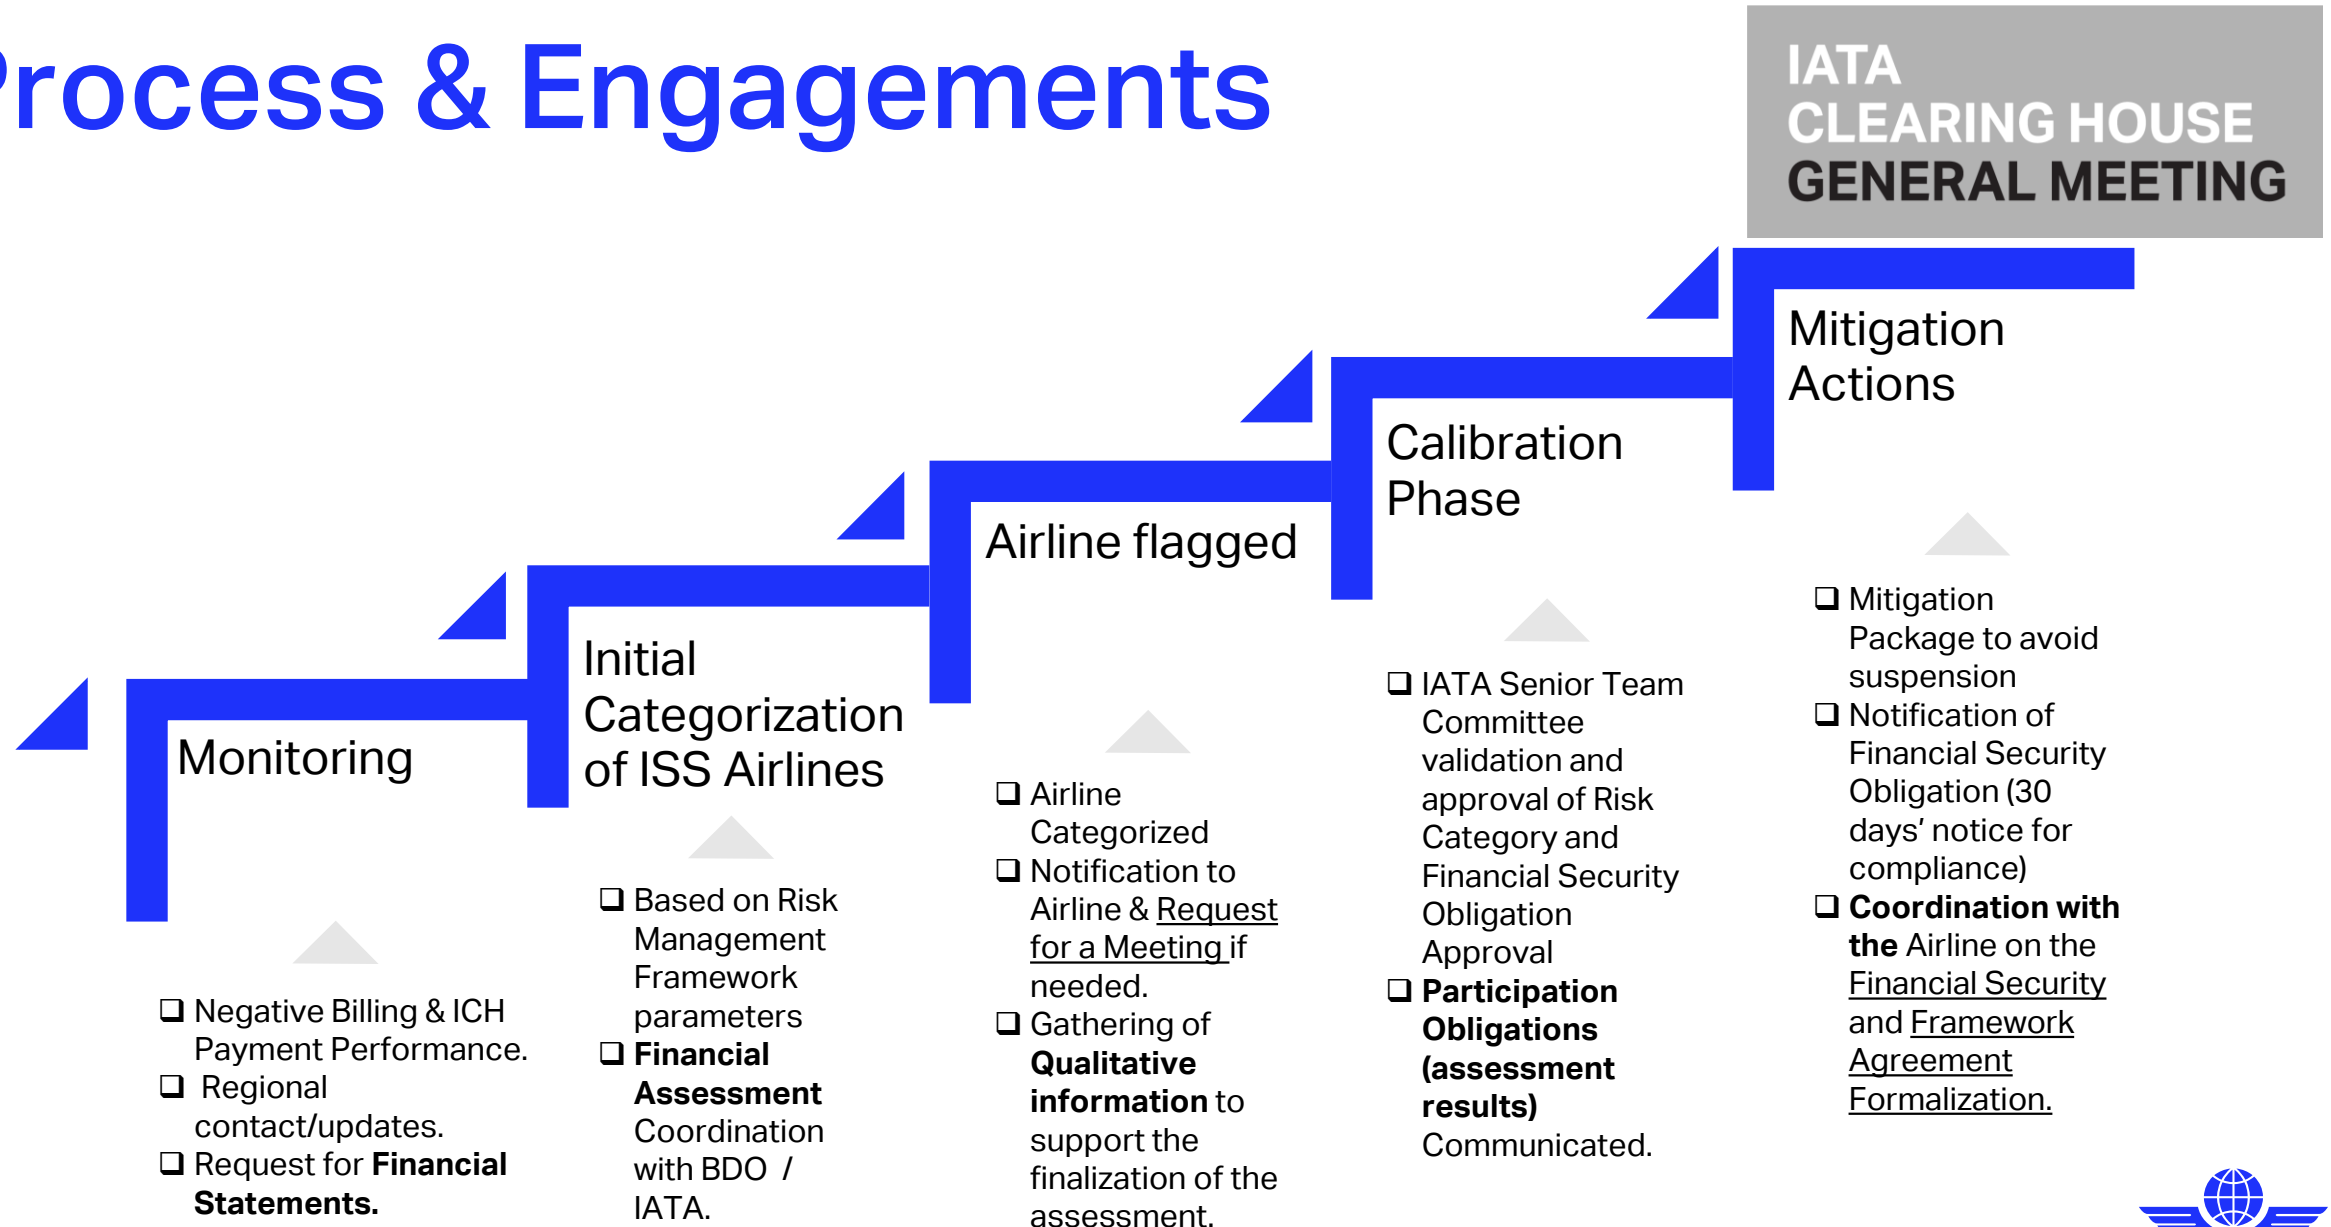 Process & Engagements
IATA
CLEARING HOUSE
GENERAL MEETING
Monitoring
❑ Negative Billing & ICH
Payment Performance.
❑ Regional
contact/updates.
❑ Request for Financial
Statements.
Initial
Categorization
of ISS Airlines
❑ Based on Risk
Management
Framework
parameters
❑ Financial
Assessment
Coordination
with BDO /
IATA.
Airline flagged
❑ Airline
Categorized
❑ Notification to
Airline & Request
for a Meeting if
needed.
❑ Gathering of
Qualitative
information to
support the
finalization of the
assessment.
Calibration
Phase
❑ IATA Senior Team
Committee
validation and
approval of Risk
Category and
Financial Security
Obligation
Approval
❑ Participation
Obligations
(assessment
results)
Communicated.
Mitigation
Actions
❑ Mitigation
Package to avoid
suspension
❑ Notification of
Financial Security
Obligation (30
days’ notice for
compliance)
❑ Coordination with
the Airline on the
Financial Security
and Framework
Agreement
Formalization.